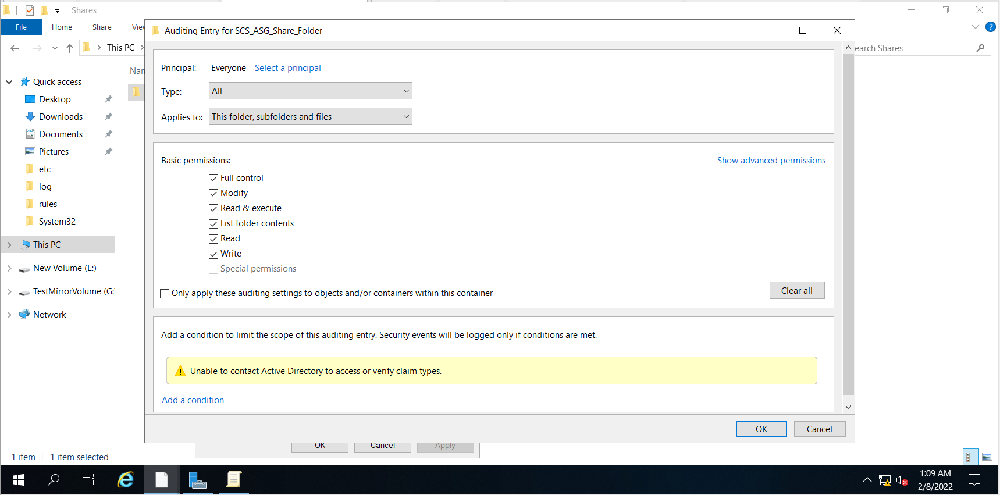 Shares
File Home Share View
This PC
earch Shares
Auditing Entry for SCS_ASG_Share_Folder
Principal: Everyone Select a principal
Type: All
Applies to: This folder, subfolders and files
Basic permissions: Show advanced permissions
Full control
Modify
Read & execute
List folder contents
Read
Write
Special permissions
Only apply these auditing settings to objects and/or containers within this container
Clear all
Add a condition to limit the scope of this auditing entry. Security events will be logged only if conditions are met.
Unable to contact Active Directory to access or verify claim types.
Add a condition
OK Cancel
OK Cancel Apply
Nam
Quick access
Desktop
Downloads
Documents
Pictures
etc
log
rules
System32
This PC
New Volume (E:)
TestMirrorVolume (G:
Network
1 item 1 item selected
1:09 AM
2/8/2022